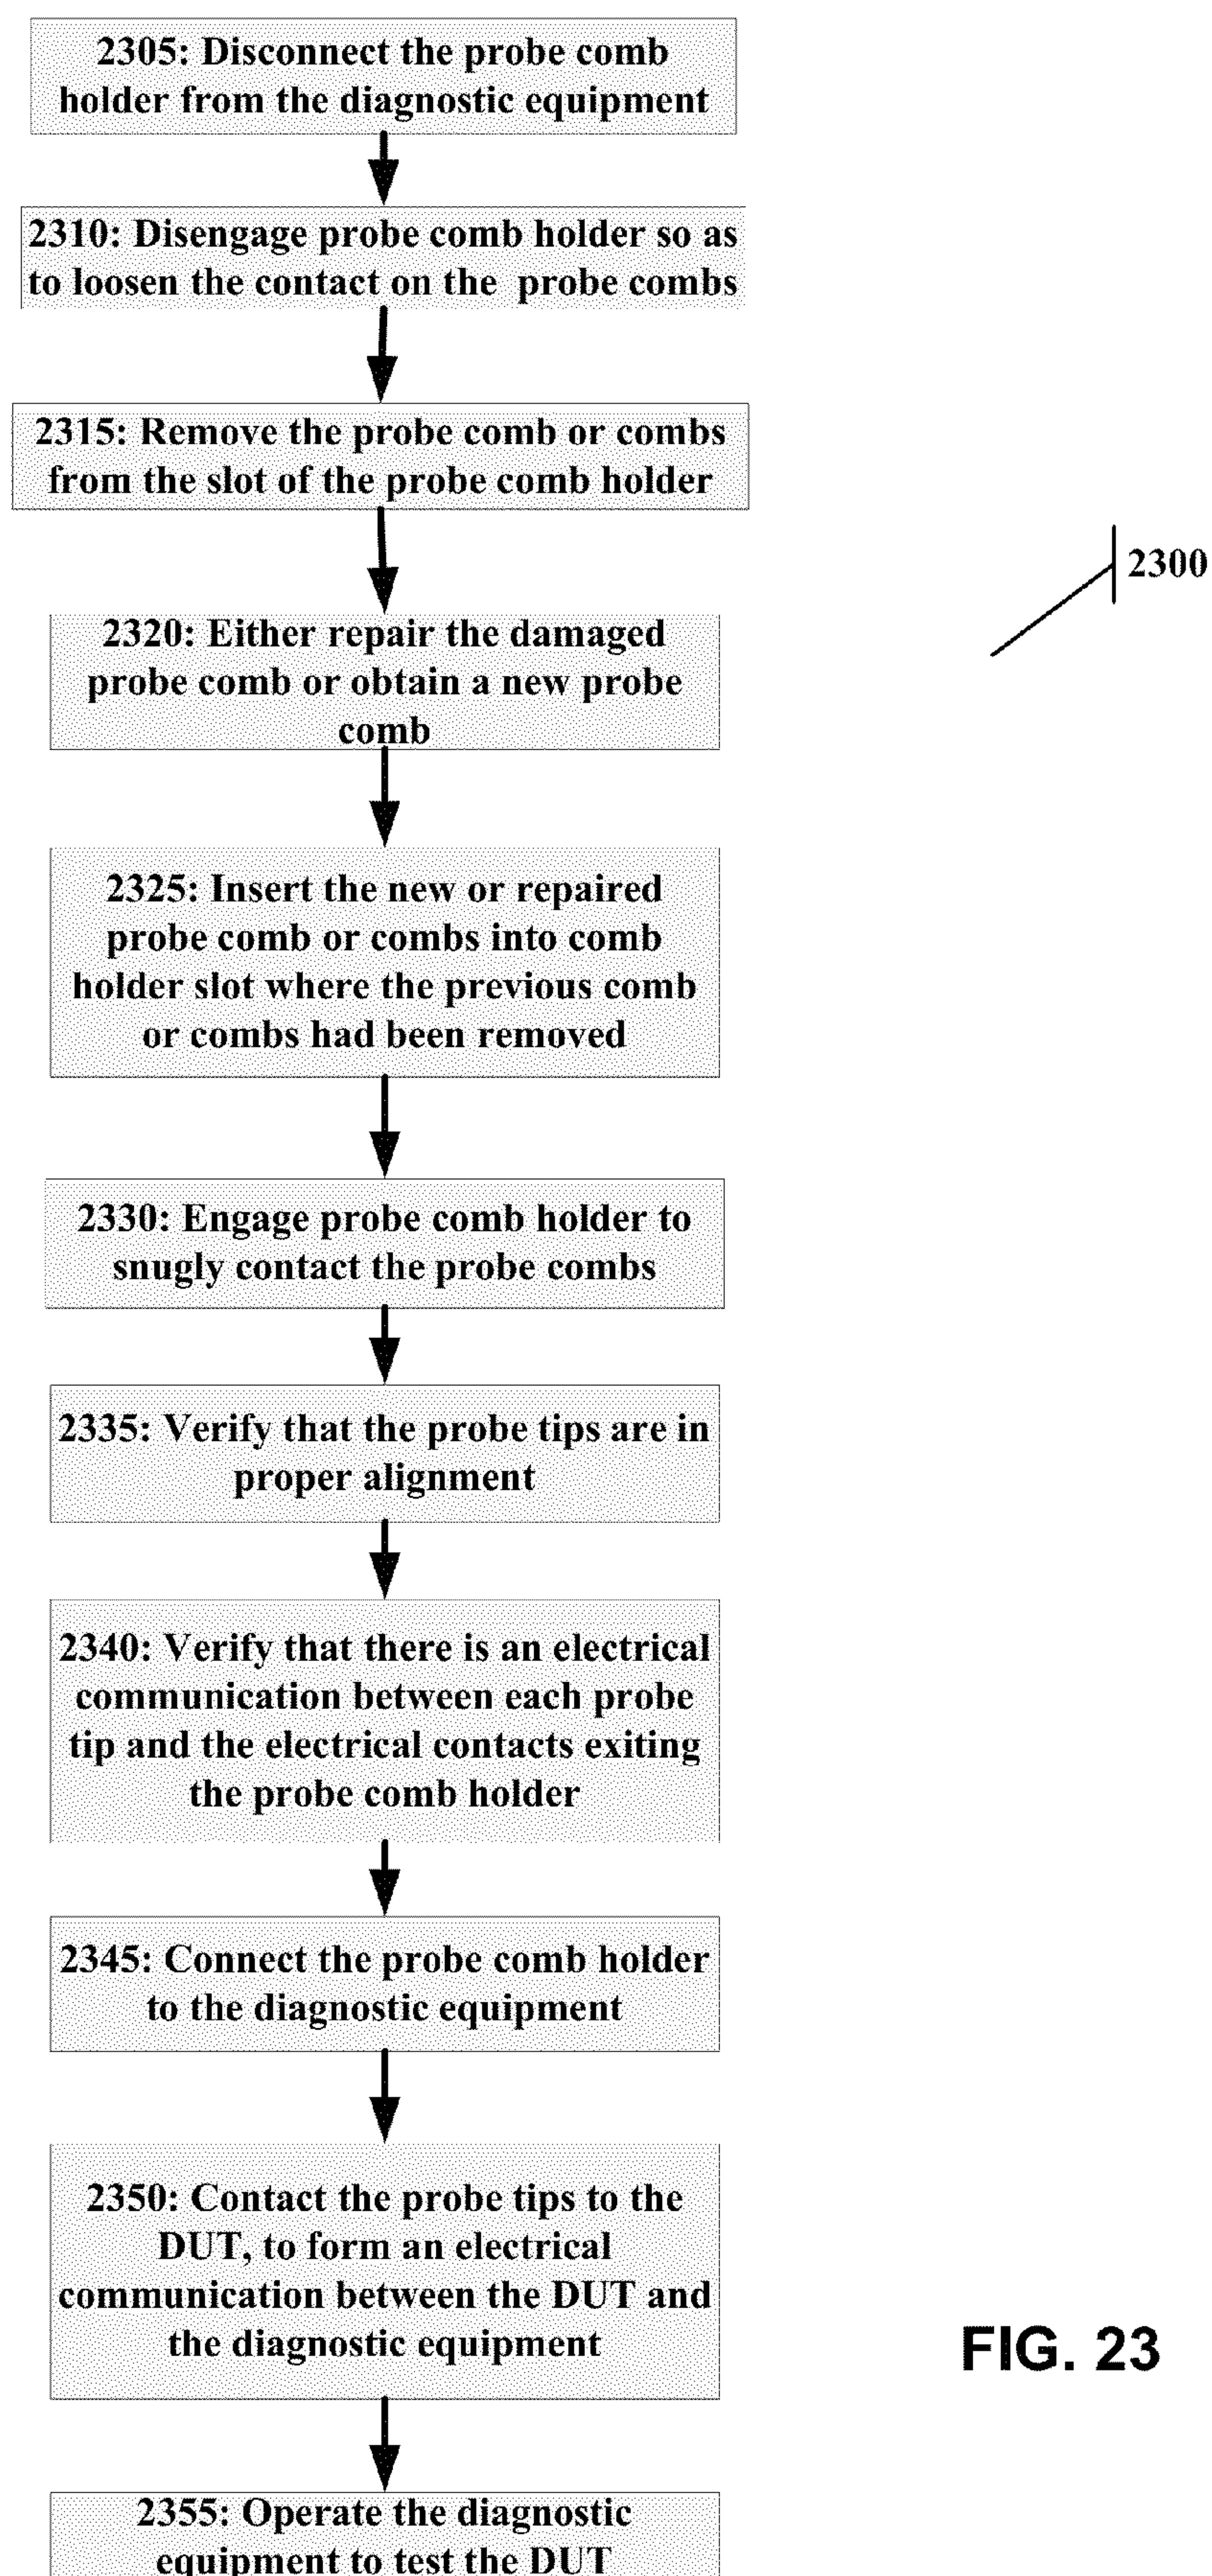 2305: Disconnect the probe comb
holder from the diagnostic equipment
2310: Disengage probe comb holder so as
to loosen the contact on the probe combs
2315: Remove the probe comb or combs
from the slot of the probe comb holder
2300
2320: Either repair the damaged
probe comb or obtain a new probe
comb
2325: Insert the new or repaired
probe comb or combs into comb
holder slot where the previous comb
or combs had been removed
2330: Engage probe comb holder to
snugly contact the probe combs
2335: Verify that the probe tips are in
proper alignment
2340: Verify that there is an electrical
communication between each probe
tip and the electrical contacts exiting
the probe comb holder
2345: Connect the probe comb holder
to the diagnostic equipment
2350: Contact the probe tips to the
DUT, to form an electrical
communication between the DUT and
the diagnostic equipment
FIG. 23
2355: Operate the diagnostic
equipment to test the DUT